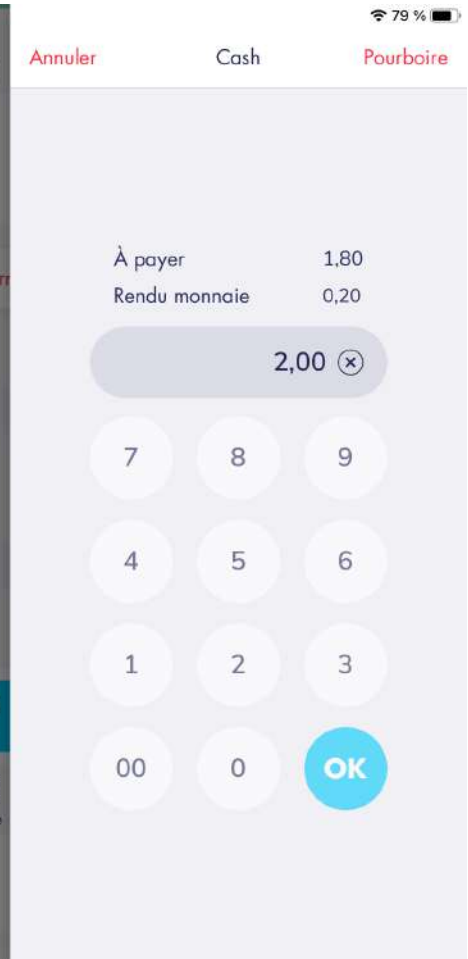 79 %
Annuler Cash Pourboire
À payer 1,80
Rendu monnaie 0,20
2,00
7 8 9
4 5 6
1 2 3
00 0 OK